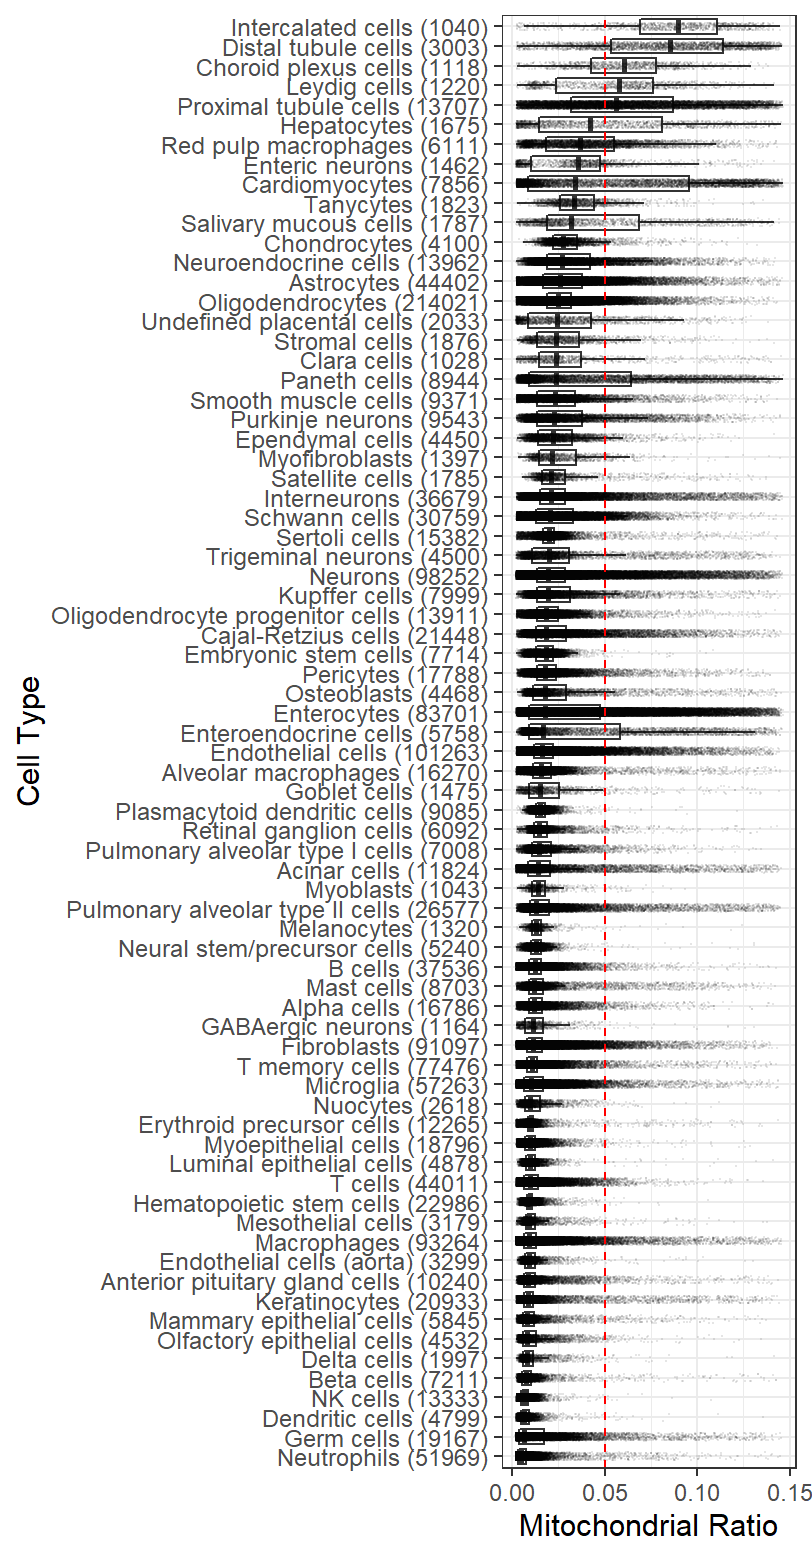 Intercalated cells (1040)
Distal tubule cells (3003)
Choroid plexus cells (1118)
Leydig cells (1220)
Proximal tubule cells (13707)
Hepatocytes (1675)
Red pulp macrophages (6111)
Enteric neurons (1462)
Cardiomyocytes (7856)
Tanycytes (1823)
Salivary mucous cells (1787)
Chondrocytes (4100)
Neuroendocrine cells (13962)
Astrocytes (44402)
Oligodendrocytes (214021)
Undefined placental cells (2033)
Stromal cells (1876)
Clara cells (1028)
Paneth cells (8944)
Smooth muscle cells (9371)
Purkinje neurons (9543)
Ependymal cells (4450)
Myofibroblasts (1397)
Satellite cells (1785)
Interneurons (36679)
Schwann cells (30759)
Sertoli cells (15382)
Trigeminal neurons (4500)
Neurons (98252)
Kupffer cells (7999)
Oligodendrocyte progenitor cells (13911)
Cajal-Retzius cells (21448)
Embryonic stem cells (7714)
Pericytes (17788)
Osteoblasts (4468)
Enterocytes (83701)
Enteroendocrine cells (5758)
Endothelial cells (101263)
Alveolar macrophages (16270)
Goblet cells (1475)
Plasmacytoid dendritic cells (9085)
Retinal ganglion cells (6092)
Pulmonary alveolar type I cells (7008)
Acinar cells (11824)
Myoblasts (1043)
Pulmonary alveolar type II cells (26577)
Melanocytes (1320)
Neural stem/precursor cells (5240)
B cells (37536)
Mast cells (8703)
Alpha cells (16786)
GABAergic neurons (1164)
Fibroblasts (91097)
T memory cells (77476)
Microglia (57263)
Nuocytes (2618)
Erythroid precursor cells (12265)
Myoepithelial cells (18796)
Luminal epithelial cells (4878)
T cells (44011)
Hematopoietic stem cells (22986)
Mesothelial cells (3179)
Macrophages (93264)
Endothelial cells (aorta) (3299)
Anterior pituitary gland cells (10240)
Keratinocytes (20933)
Mammary epithelial cells (5845)
Olfactory epithelial cells (4532)
Delta cells (1997)
Beta cells (7211)
NK cells (13333)
Dendritic cells (4799)
Germ cells (19167)
Neutrophils (51969)
Cell Type
0.00 0.05 0.10 0.15
Mitochondrial Ratio